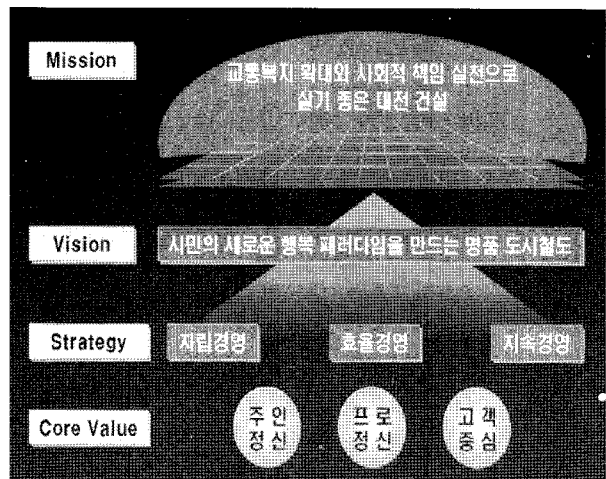 Mission
교통복지 확대와 사회적 책임 실천으로
살기 좋은 대전 건설
Vision
시민의 새로운 행복 패러다임을 만드는 명품 도시철도
Strategy
자립경영
효율경영
지속경영
Core Value
주인
정신
프로
정신
고객
중심